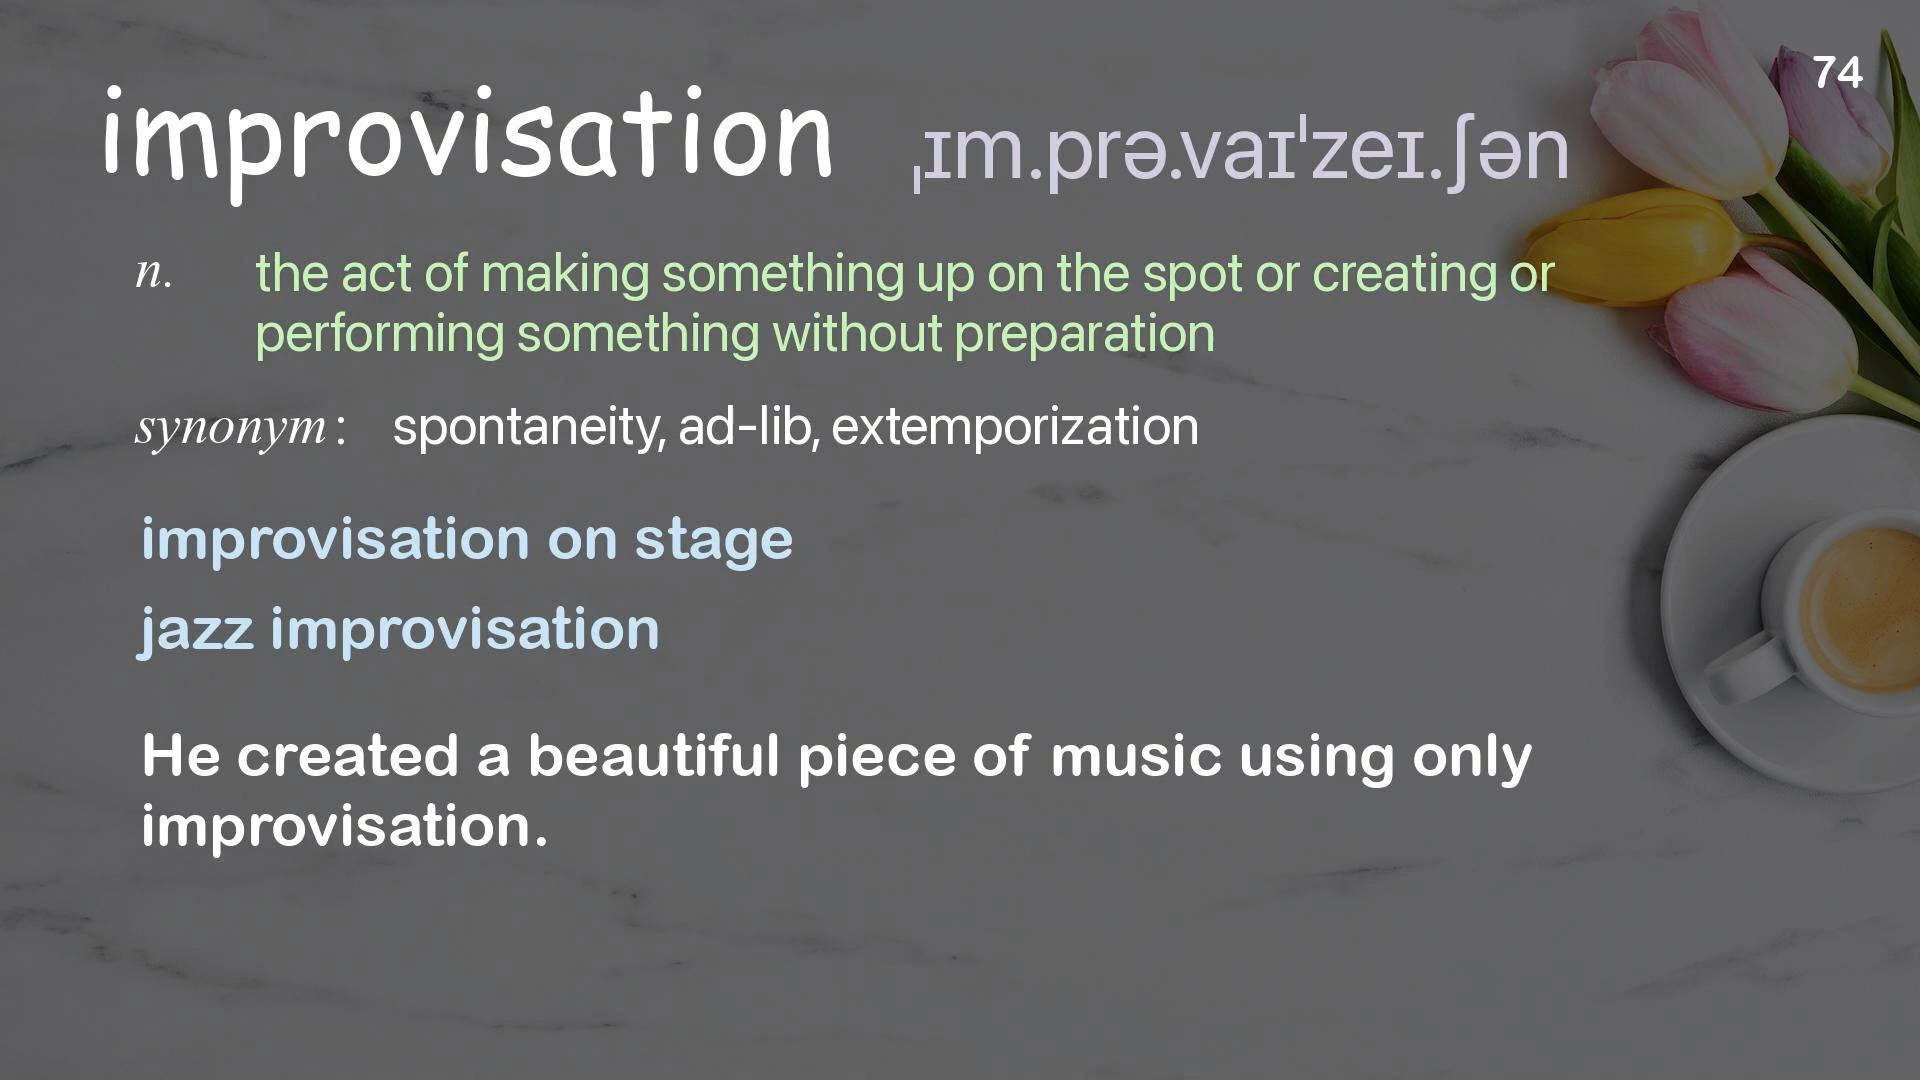 74
improvisation ˌɪm.prə.vaɪˈzeɪ.ʃən
n. the act of making something up on the spot or creating or
performing something without preparation
synonym: spontaneity, ad-lib, extemporization
improvisation on stage
jazz improvisation
He created a beautiful piece of music using only
improvisation.